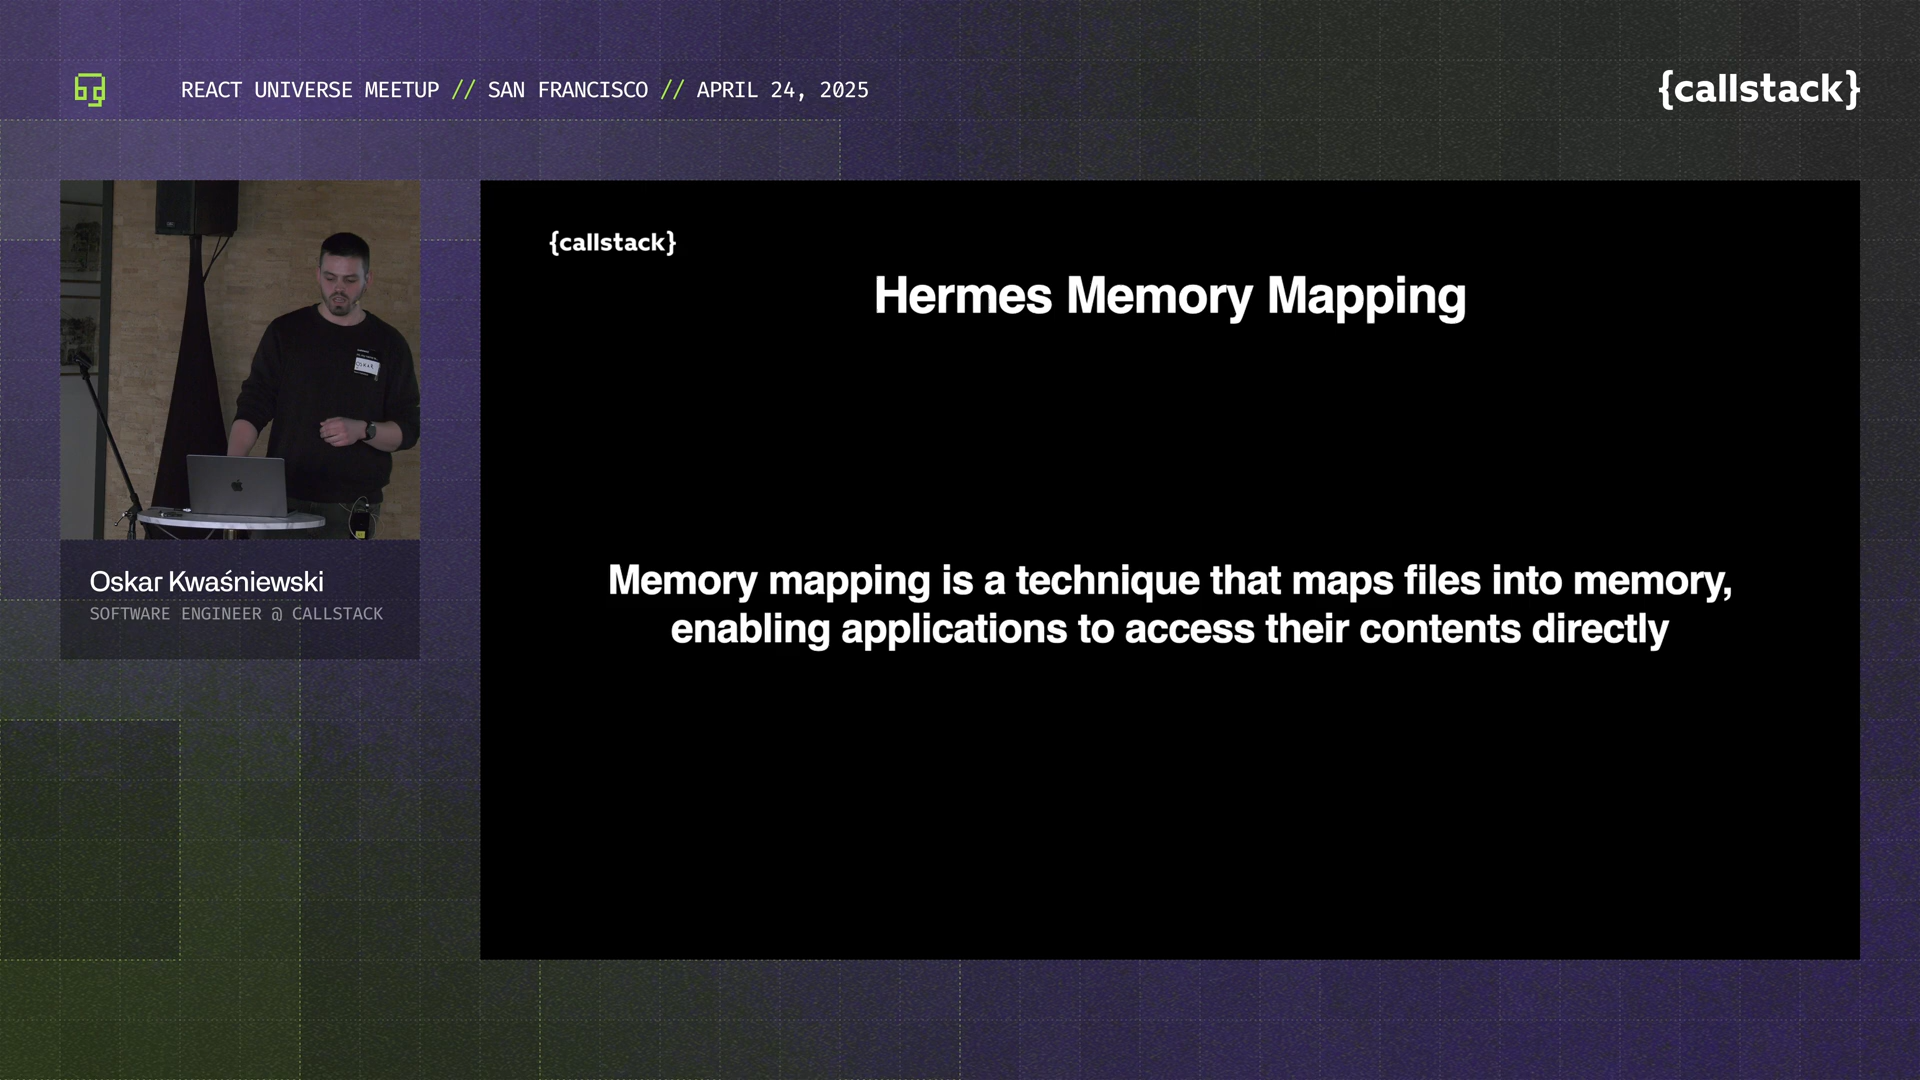 REACT UNIVERSE MEETUP // SAN FRANCISCO // APRIL 24, 2025
{callstack}
{callstack}
Hermes Memory Mapping
Memory mapping is a technique that maps files into memory,
enabling applications to access their contents directly
OSKAR
Oskar Kwaśniewski
SOFTWARE ENGINEER @ CALLSTACK